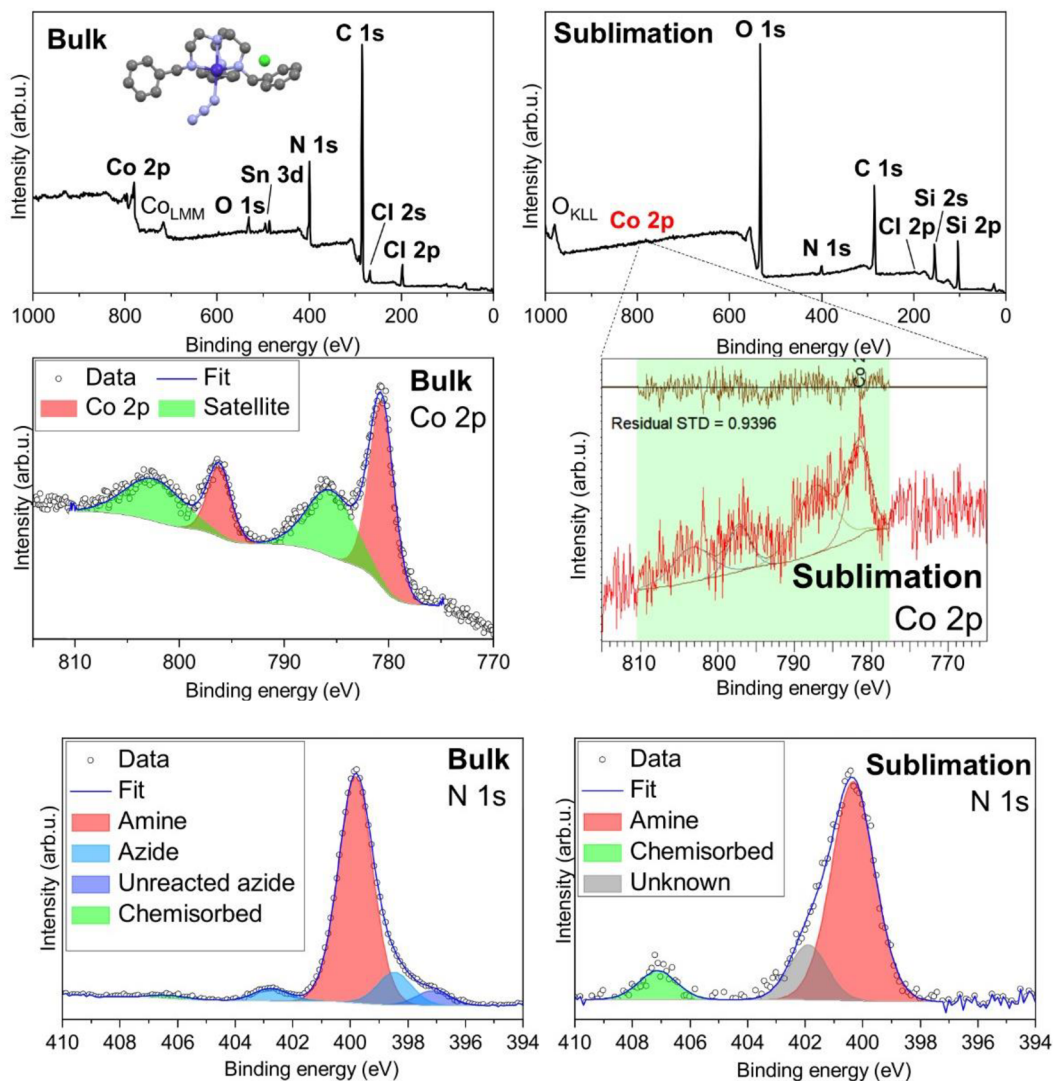 Bulk
C 1s
N 1s
Co 2p
Sn 3d
Co_LMM
O 1s
Cl 2s
Cl 2p
Intensity (arb.u.)
1000 800 600 400 200 0
Binding energy (eV)
Sublimation
O 1s
C 1s
O_KLL
Co 2p
N 1s
Si 2s
Cl 2p
Si 2p
Intensity (arb.u.)
1000 800 600 400 200 0
Binding energy (eV)
Data
Fit
Co 2p
Satellite
Bulk
Co 2p
Intensity (arb.u.)
810 800 790 780 770
Binding energy (eV)
Residual STD = 0.9396
Sublimation
Co 2p
Intensity (arb.u.)
810 800 790 780 770
Binding energy (eV)
Data
Fit
Amine
Azide
Unreacted azide
Chemisorbed
Bulk
N 1s
Intensity (arb.u.)
410 408 406 404 402 400 398 396 394
Binding energy (eV)
Data
Fit
Amine
Chemisorbed
Unknown
Sublimation
N 1s
Intensity (arb.u.)
410 408 406 404 402 400 398 396 394
Binding energy (eV)